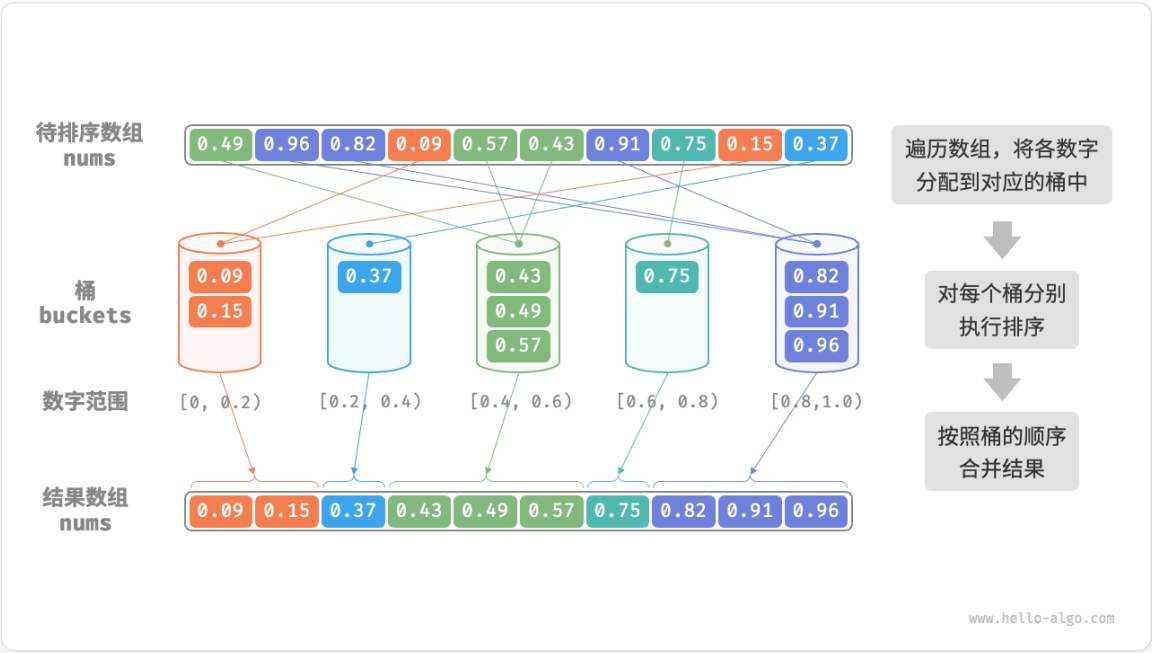 待排序数组
nums
0.49 0.96 0.82 0.09 0.57 0.43 0.91 0.75 0.15 0.37
遍历数组，将各数字
分配到对应的桶中
桶
buckets
0.09 0.37 0.43 0.75 0.82
0.15 0.49 0.91
0.57 0.96
对每个桶分别
执行排序
数字范围
[0, 0.2) [0.2, 0.4) [0.4, 0.6) [0.6, 0.8) [0.8,1.0)
按照桶的顺序
合并结果
结果数组
nums
0.09 0.15 0.37 0.43 0.49 0.57 0.75 0.82 0.91 0.96
www.hello-algo.com